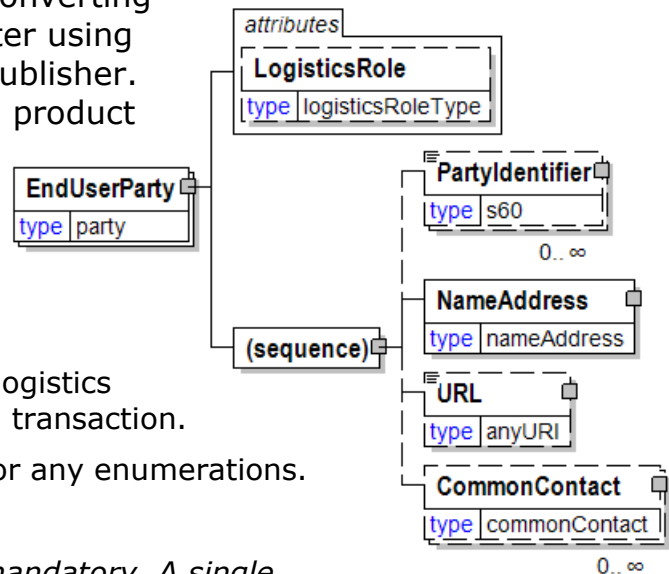 onverting
ter using
ublisher.
product
attributes
LogisticsRole
type logisticsRoleType
EndUserParty
type party
PartyIdentifier
type s60
0.. ∞
NameAddress
type nameAddress
(sequence)
URL
type anyURI
ogistics
transaction.
or any enumerations.
CommonContact
type commonContact
0.. ∞
mandatory. A single